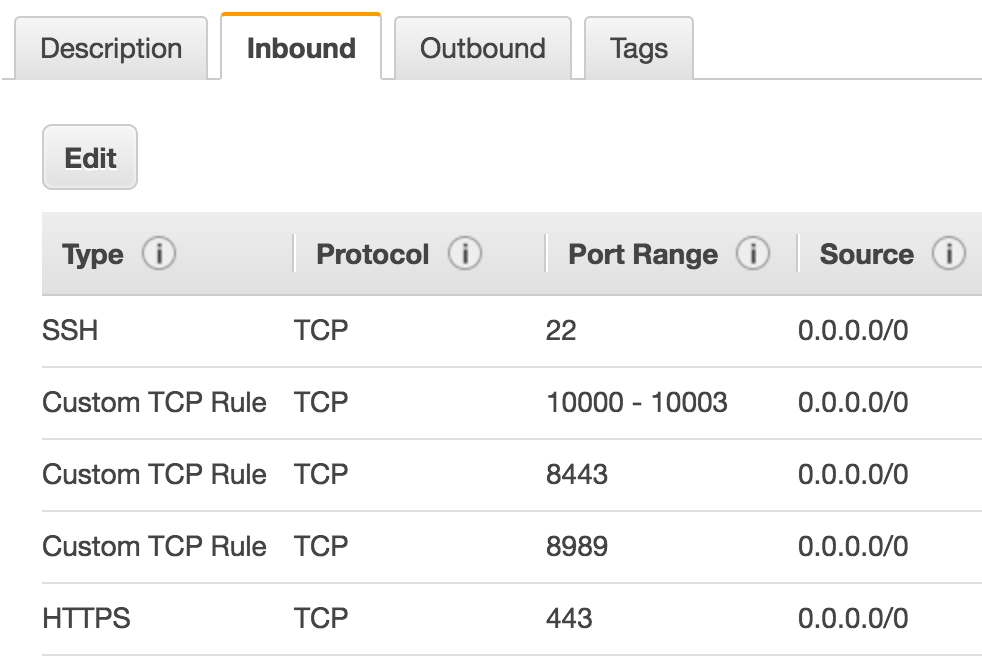 Description Inbound Outbound Tags
Edit
Type i Protocol i Port Range i Source i
SSH TCP 22 0.0.0.0/0
Custom TCP Rule TCP 10000 - 10003 0.0.0.0/0
Custom TCP Rule TCP 8443 0.0.0.0/0
Custom TCP Rule TCP 8989 0.0.0.0/0
HTTPS TCP 443 0.0.0.0/0